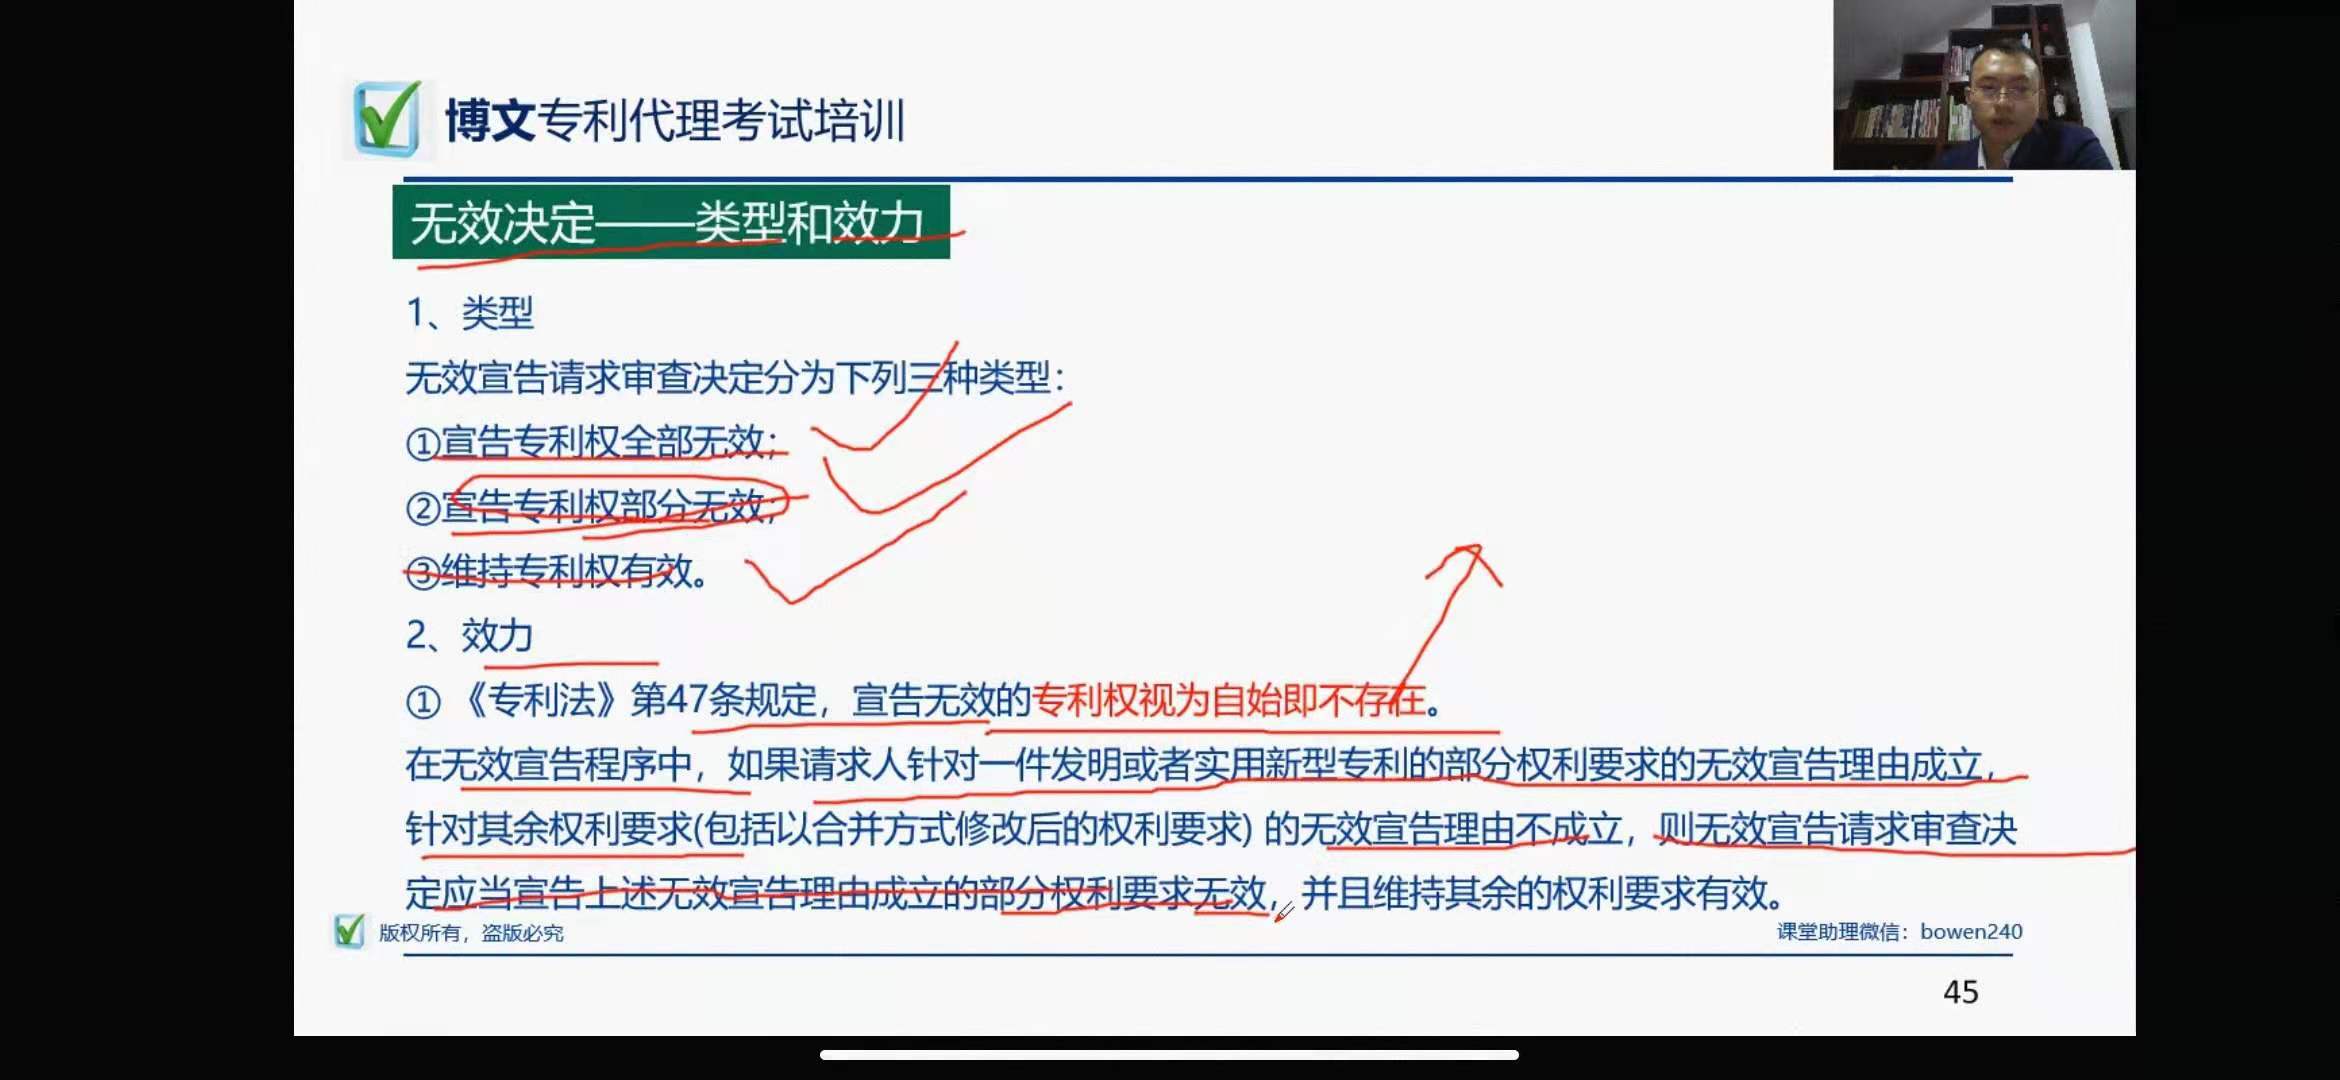 博文专利代理考试培训
无效决定——类型和效力
1、类型
无效宣告请求审查决定分为下列三种类型：
①宣告专利权全部无效；
②宣告专利权部分无效；
③维持专利权有效。
2、效力
①《专利法》第47条规定，宣告无效的专利权视为自始即不存在。
在无效宣告程序中，如果请求人针对一件发明或者实用新型专利的部分权利要求的无效宣告理由成立，
针对其余权利要求(包括以合并方式修改后的权利要求) 的无效宣告理由不成立，则无效宣告请求审查决
定应当宣告上述无效宣告理由成立的部分权利要求无效，并且维持其余的权利要求有效。
版权所有，盗版必究
课堂助理微信：bowen240
45